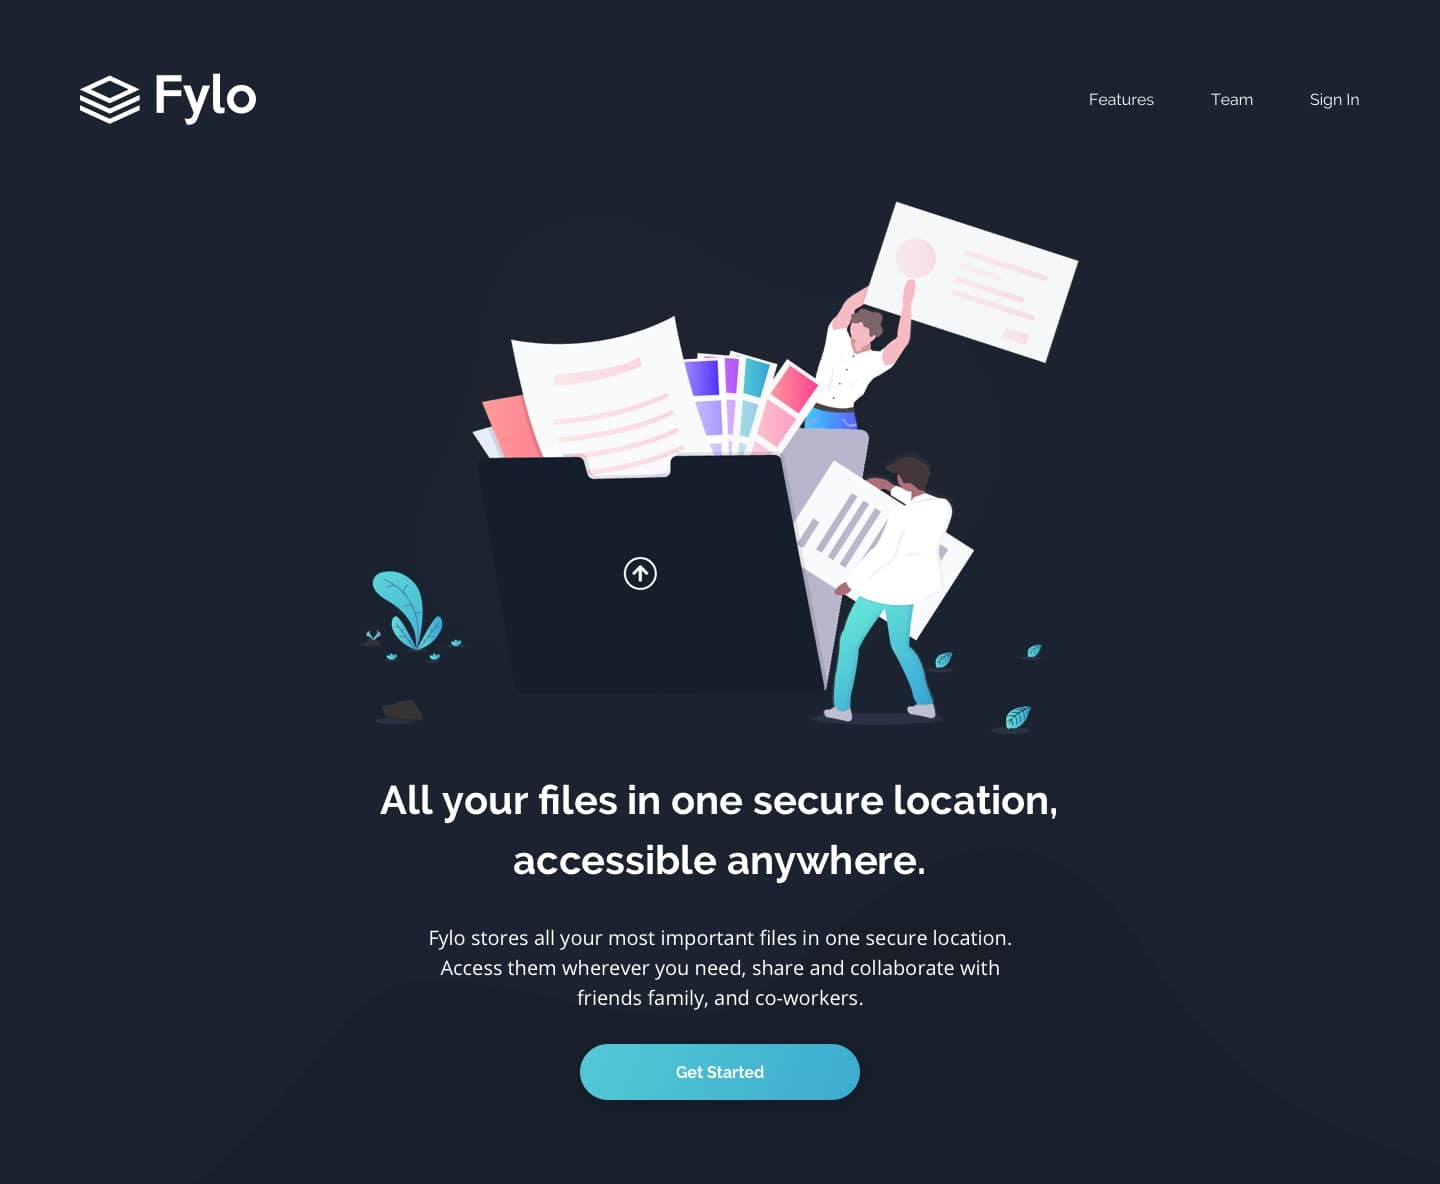 Fylo
Features
Team
Sign In
All your files in one secure location,
accessible anywhere.
Fylo stores all your most important files in one secure location.
Access them wherever you need, share and collaborate with
friends family, and co-workers.
Get Started